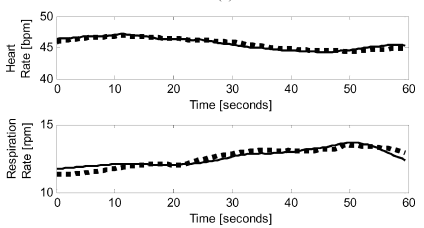 50
45
40
Heart
Rate [bpm]
0 10 20 30 40 50 60
Time [seconds]
15
10
Respiration
Rate [rpm]
0 10 20 30 40 50 60
Time [seconds]